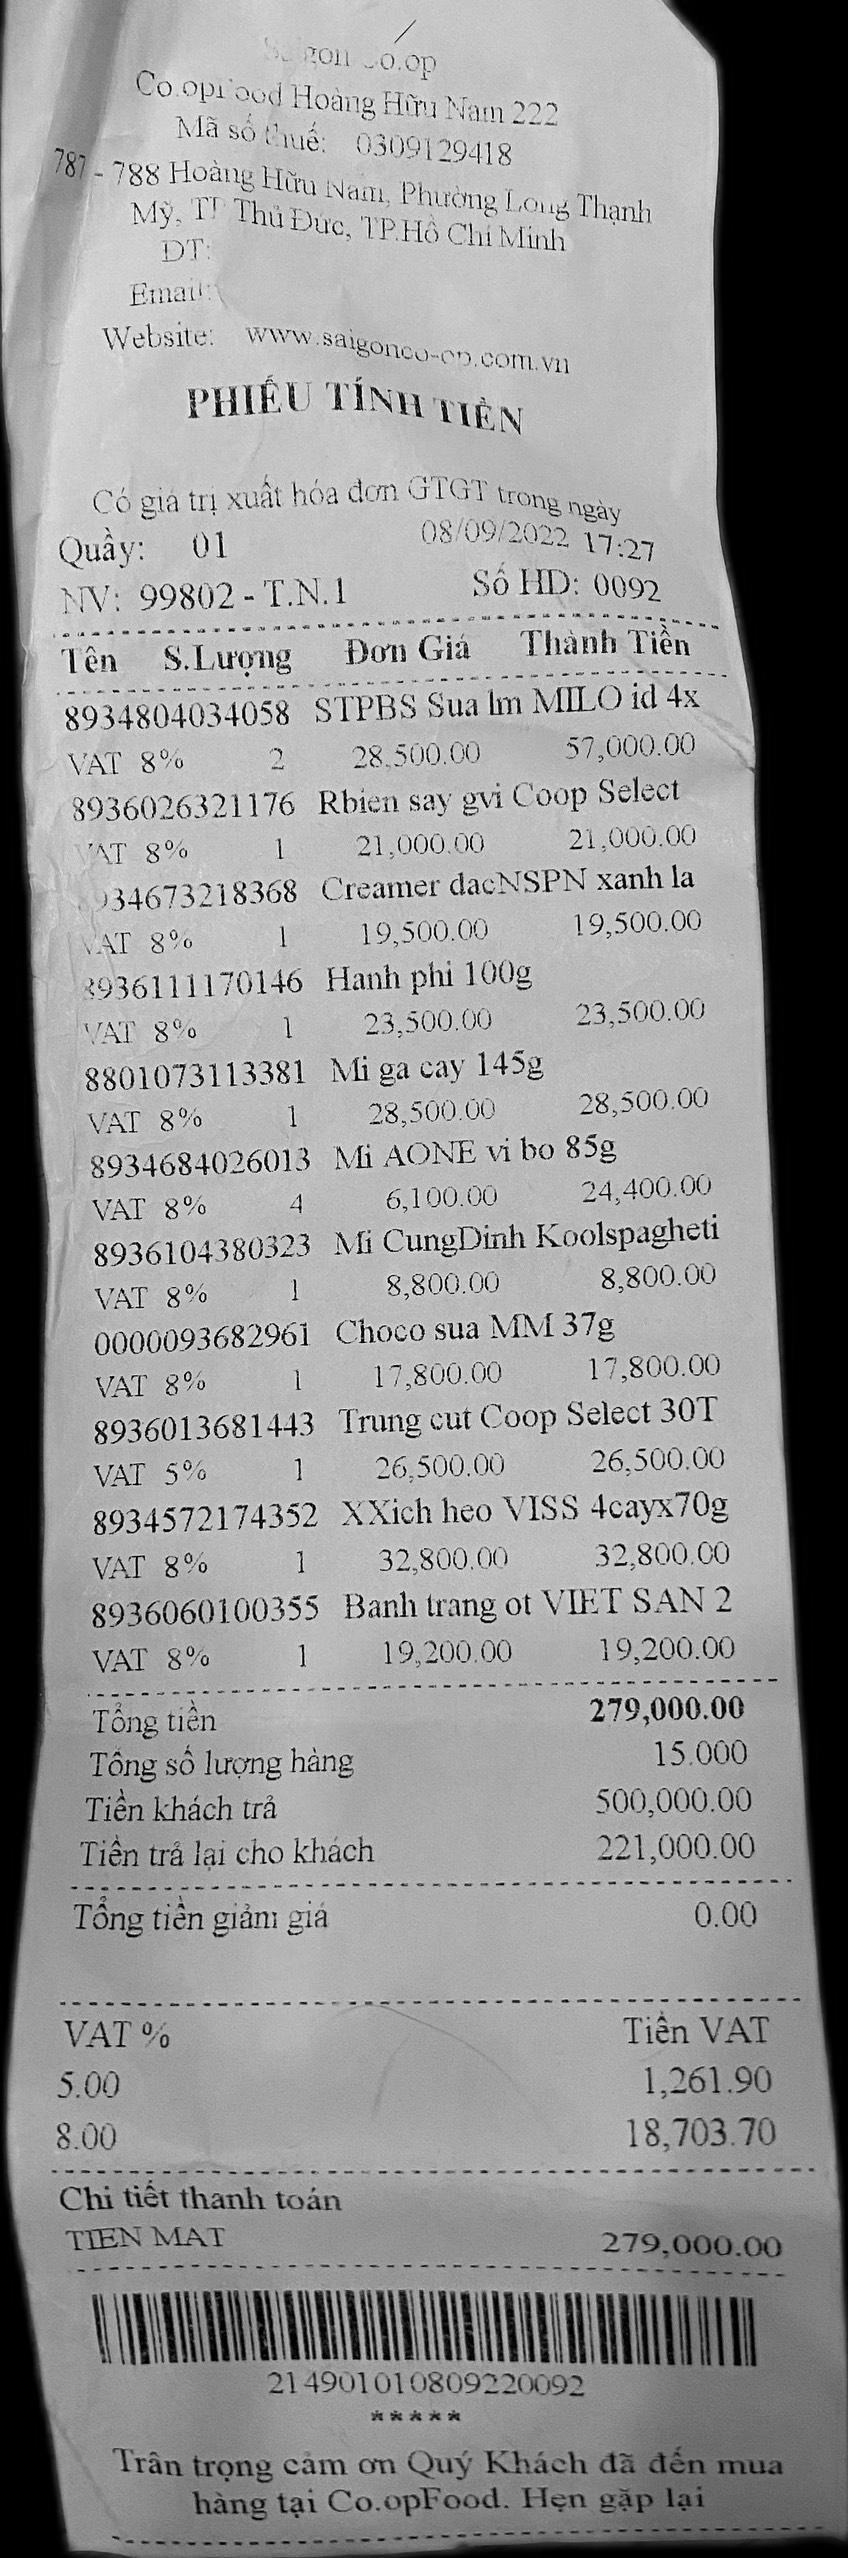 Saigon Co.op
Co.opFood Hoàng Hữu Nam 222
Mã số thuế: 0309129418
787 - 788 Hoàng Hữu Nam, Phường Long Thạnh
Mỹ, TP Thủ Đức, TP.Hồ Chí Minh
ĐT:
Email:
Website: www.saigonco-op.com.vn
PHIẾU TÍNH TIỀN
Có giá trị xuất hóa đơn GTGT trong ngày
Quầy: 01 08/09/2022 17:27
NV: 99802 - T.N.1 Số HD: 0092
Tên S.Lượng Đơn Giá Thành Tiền
8934804034058 STPBS Sua lm MILO id 4x
VAT 8% 2 28,500.00 57,000.00
8936026321176 Rbien say gvi Coop Select
VAT 8% 1 21,000.00 21,000.00
934673218368 Creamer dacNSPN xanh la
VAT 8% 1 19,500.00 19,500.00
8936111170146 Hanh phi 100g
VAT 8% 1 23,500.00 23,500.00
8801073113381 Mi ga cay 145g
VAT 8% 1 28,500.00 28,500.00
8934684026013 Mi AONE vi bo 85g
VAT 8% 4 6,100.00 24,400.00
8936104380323 Mi CungDinh Koolspagheti
VAT 8% 1 8,800.00 8,800.00
0000093682961 Choco sua MM 37g
VAT 8% 1 17,800.00 17,800.00
8936013681443 Trung cut Coop Select 30T
VAT 5% 1 26,500.00 26,500.00
8934572174352 XXich heo VISS 4cayx70g
VAT 8% 1 32,800.00 32,800.00
8936060100355 Banh trang ot VIET SAN 2
VAT 8% 1 19,200.00 19,200.00
Tổng tiền 279,000.00
Tổng số lượng hàng 15.000
Tiền khách trả 500,000.00
Tiền trả lại cho khách 221,000.00
Tổng tiền giảm giá 0.00
VAT % Tiền VAT
5.00 1,261.90
8.00 18,703.70
Chi tiết thanh toán
TIEN MAT 279,000.00
2149010108092200​92
*****
Trân trọng cảm ơn Quý Khách đã đến mua
hàng tại Co.opFood. Hẹn gặp lại